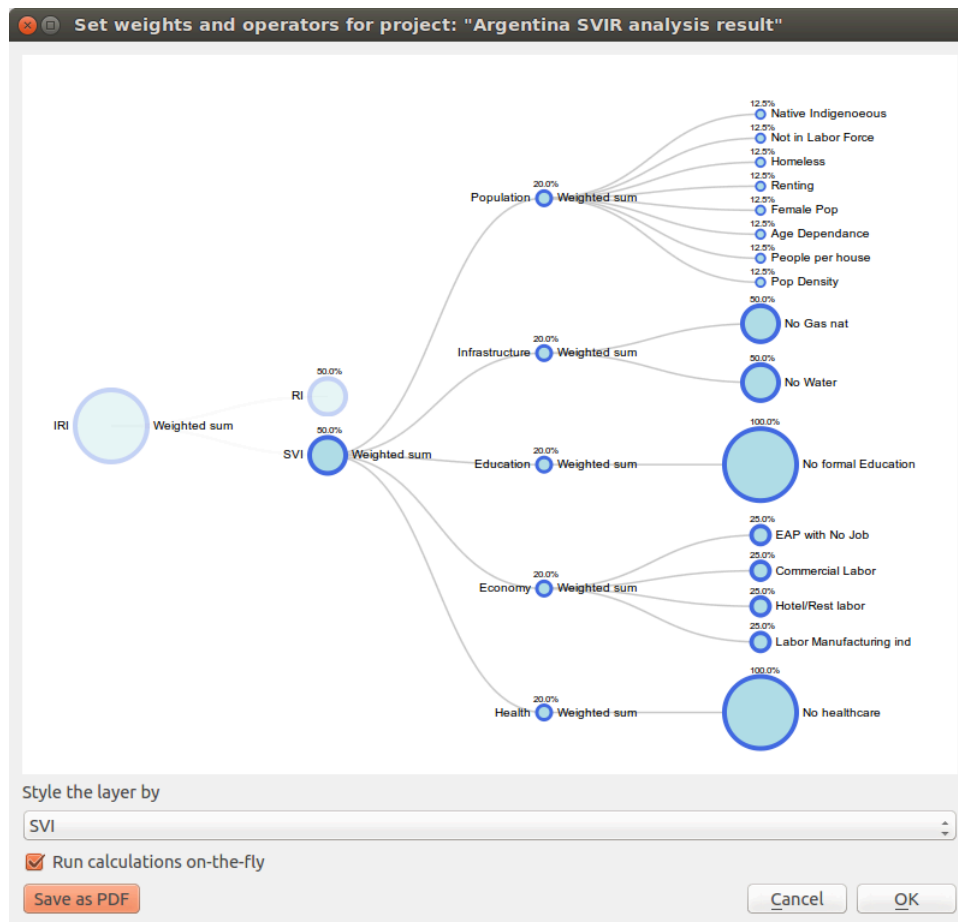 Set weights and operators for project: "Argentina SVIR analysis result"
12.5%
Native Indigenoeous
12.5%
Not in Labor Force
12.5%
Homeless
12.5%
Renting
12.5%
Female Pop
12.5%
Age Dependance
12.5%
People per house
12.5%
Pop Density
20.0%
Population Weighted sum
50.0%
No Gas nat
50.0%
No Water
20.0%
Infrastructure Weighted sum
50.0%
RI
IRI Weighted sum
50.0%
SVI Weighted sum
20.0%
Education Weighted sum
100.0%
No formal Education
25.0%
EAP with No Job
25.0%
Commercial Labor
25.0%
Hotel/Rest labor
25.0%
Labor Manufacturing ind
20.0%
Economy Weighted sum
100.0%
No healthcare
20.0%
Health Weighted sum
Style the layer by
SVI
Run calculations on-the-fly
Save as PDF
Cancel
OK